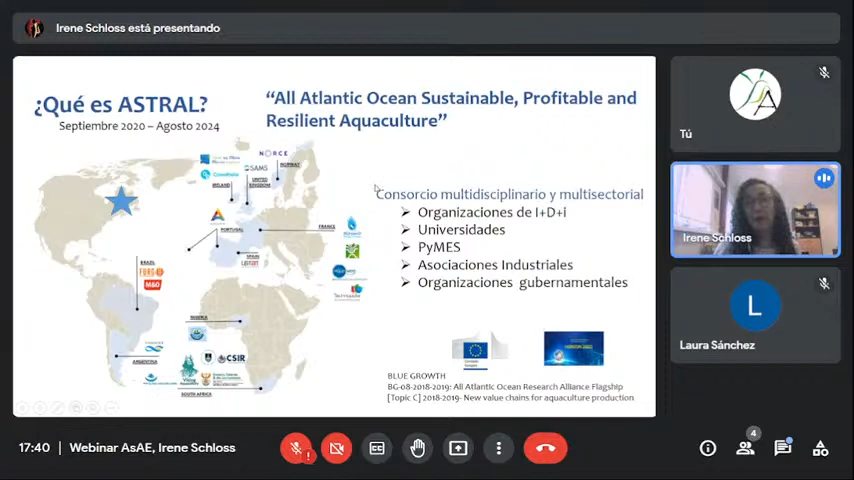 Irene Schloss está presentando
¿Qué es ASTRAL?
Septiembre 2020 – Agosto 2024
“All Atlantic Ocean Sustainable, Profitable and
Resilient Aquaculture”
NORCE
NORWAY
SAMS
UNITED
KINGDOM
IRELAND
PORTUGAL
FRANCE
SPAIN
BRAZIL
FURG
NIGERIA
ARGENTINA
CSIR
SOUTH AFRICA
Consorcio multidisciplinario y multisectorial
➢ Organizaciones de I+D+i
➢ Universidades
➢ PyMES
➢ Asociaciones Industriales
➢ Organizaciones gubernamentales
BLUE GROWTH
BG-08-2018-2019: All Atlantic Ocean Research Alliance Flagship
[Topic C] 2018-2019- New value chains for aquaculture production
Tú
Irene Schloss
L
Laura Sánchez
17:40 | Webinar AsAE, Irene Schloss
4